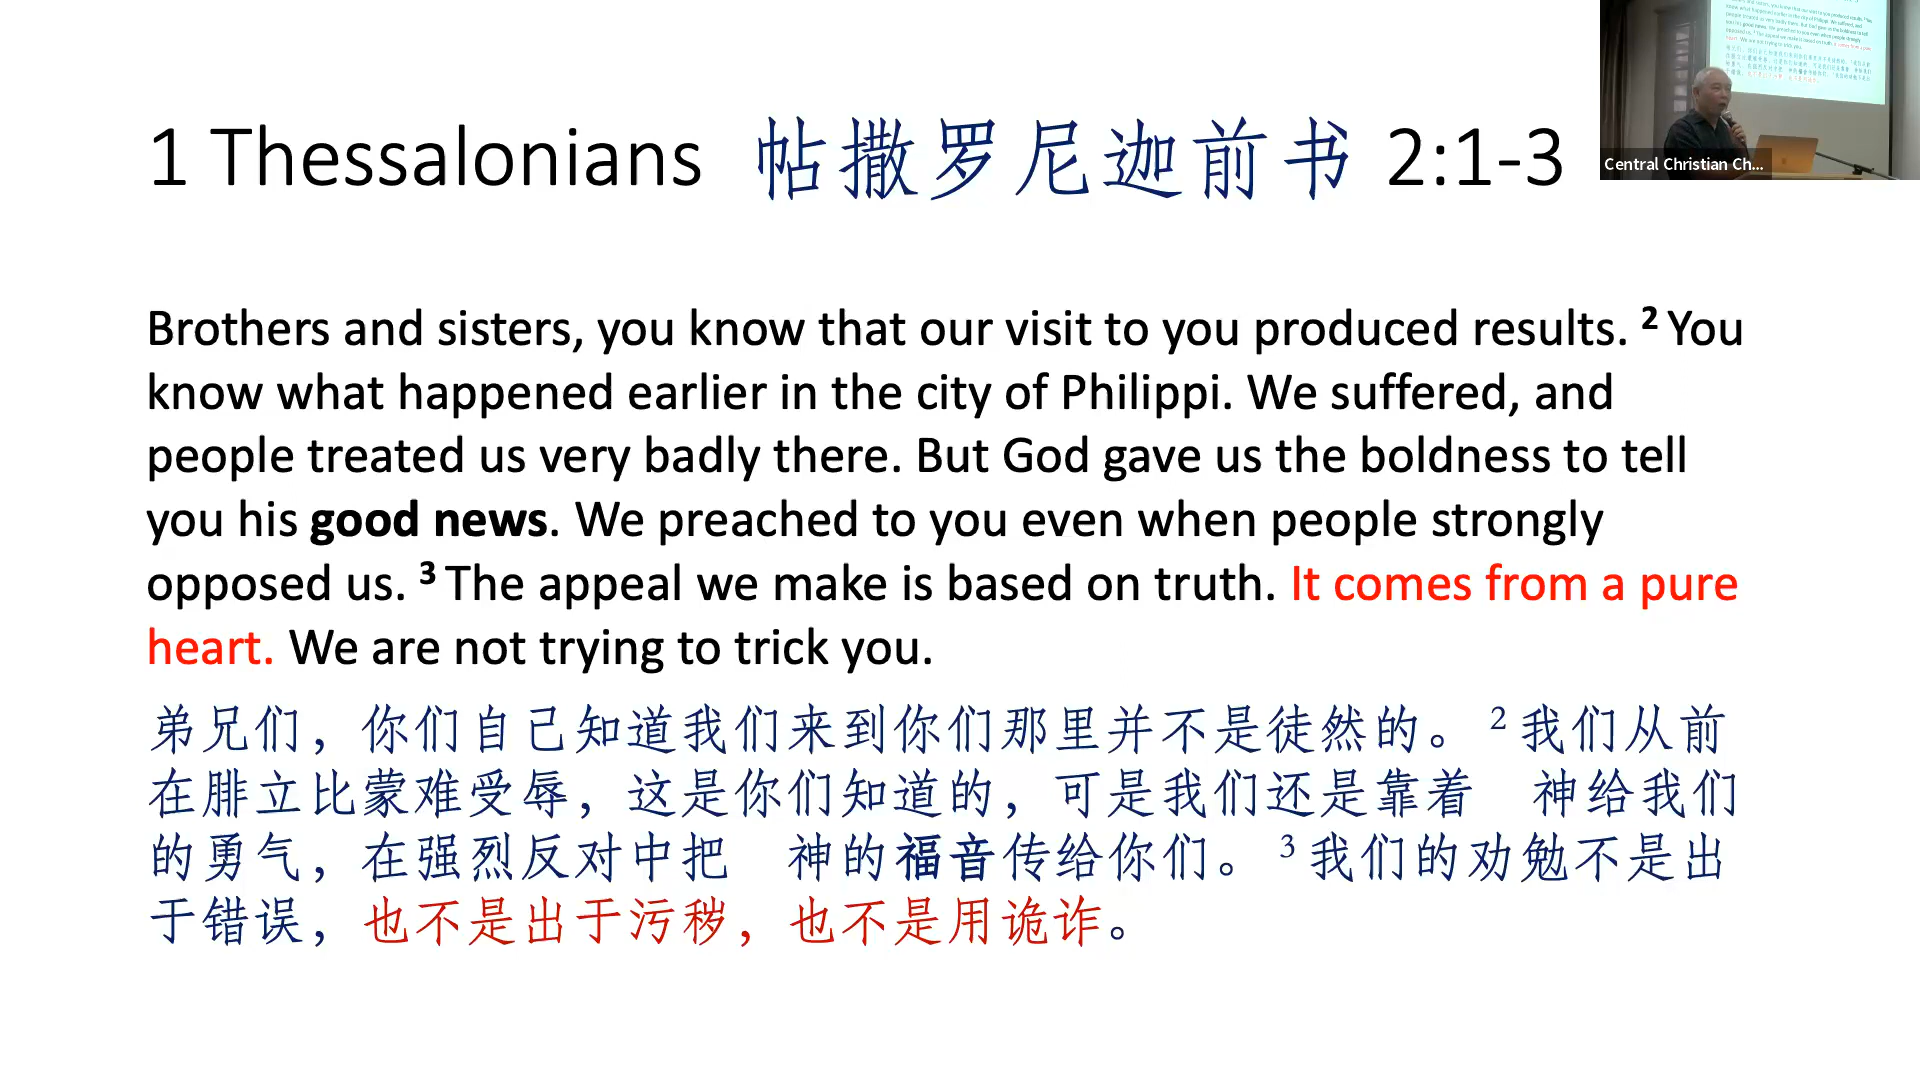 1 Thessalonians 帖撒罗尼迦前书 2:1-3
Central Christian Ch...
Brothers and sisters, you know that our visit to you produced results. ² You
know what happened earlier in the city of Philippi. We suffered, and
people treated us very badly there. But God gave us the boldness to tell
you his good news. We preached to you even when people strongly
opposed us. ³ The appeal we make is based on truth. It comes from a pure
heart. We are not trying to trick you.
弟兄们，你们自己知道我们来到你们那里并不是徒然的。² 我们从前
在腓立比蒙难受辱，这是你们知道的，可是我们还是靠着　神给我们
的勇气，在强烈反对中把　神的福音传给你们。³ 我们的劝勉不是出
于错误，也不是出于污秽，也不是用诡诈。